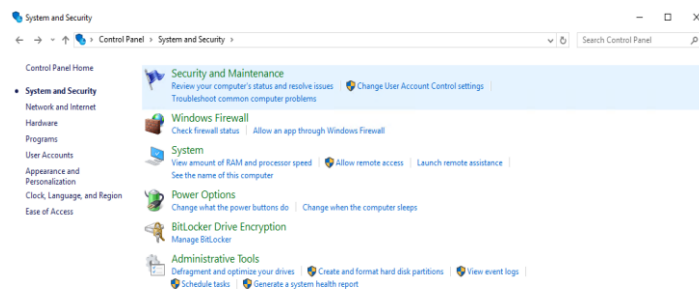 System and Security
Control Panel › System and Security ›
Search Control Panel
Control Panel Home
System and Security
Network and Internet
Hardware
Programs
User Accounts
Appearance and
Personalization
Clock, Language, and Region
Ease of Access
Security and Maintenance
Review your computer's status and resolve issues | Change User Account Control settings |
Troubleshoot common computer problems
Windows Firewall
Check firewall status | Allow an app through Windows Firewall
System
View amount of RAM and processor speed | Allow remote access | Launch remote assistance |
See the name of this computer
Power Options
Change what the power buttons do | Change when the computer sleeps
BitLocker Drive Encryption
Manage BitLocker
Administrative Tools
Defragment and optimize your drives | Create and format hard disk partitions | View event logs |
Schedule tasks | Generate a system health report